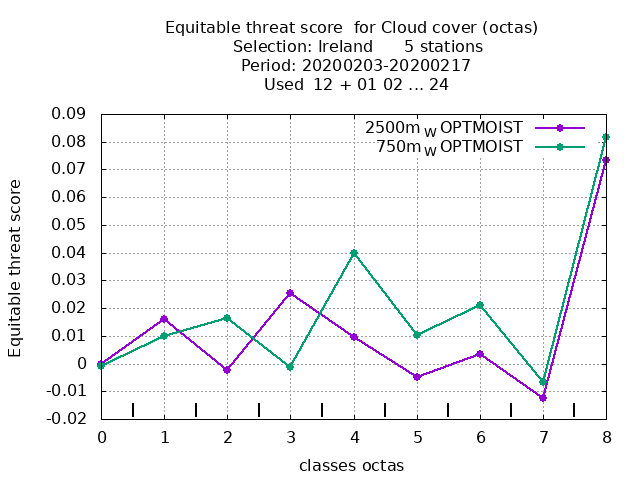 Equitable threat score  for Cloud cover (octas)
Selection: Ireland      5 stations
Period: 20200203-20200217
Used  12 + 01 02 ... 24
2500m W OPTMOIST
750m W OPTMOIST
0.09
0.08
0.07
0.06
0.05
0.04
0.03
0.02
0.01
0
-0.01
-0.02
Equitable threat score
0 1 2 3 4 5 6 7 8
classes octas